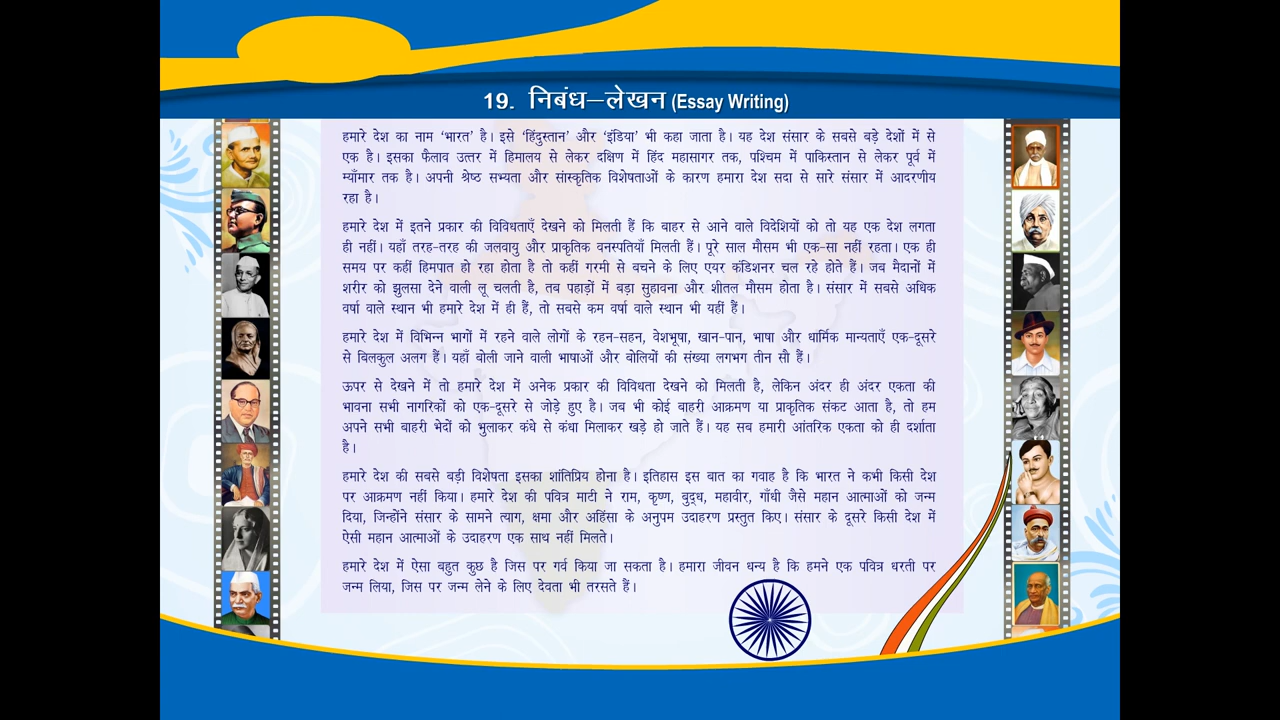 19. निबंध–लेखन (Essay Writing)
हमारे देश का नाम ‘भारत’ है। इसे ‘हिंदुस्तान’ और ‘इंडिया’ भी कहा जाता है। यह देश संसार के सबसे बड़े देशों में से
एक है। इसका फैलाव उत्तर में हिमालय से लेकर दक्षिण में हिंद महासागर तक, पश्चिम में पाकिस्तान से लेकर पूर्व में
म्याँमार तक है। अपनी श्रेष्ठ सभ्यता और सांस्कृतिक विशेषताओं के कारण हमारा देश सदा से सारे संसार में आदरणीय
रहा है।
हमारे देश में इतने प्रकार की विविधताएँ देखने को मिलती हैं कि बाहर से आने वाले विदेशियों को तो यह एक देश लगता
ही नहीं। यहाँ तरह-तरह की जलवायु और प्राकृतिक वनस्पतियाँ मिलती हैं। पूरे साल मौसम भी एक-सा नहीं रहता। एक ही
समय पर कहीं हिमपात हो रहा होता है तो कहीं गरमी से बचने के लिए एयर कंडिशनर चल रहे होते हैं। जब मैदानों में
शरीर को झुलसा देने वाली लू चलती है, तब पहाड़ों में बड़ा सुहावना और शीतल मौसम होता है। संसार में सबसे अधिक
वर्षा वाले स्थान भी हमारे देश में ही हैं, तो सबसे कम वर्षा वाले स्थान भी यहीं हैं।
हमारे देश में विभिन्न भागों में रहने वाले लोगों के रहन-सहन, वेशभूषा, खान-पान, भाषा और धार्मिक मान्यताएँ एक-दूसरे
से बिलकुल अलग हैं। यहाँ बोली जाने वाली भाषाओं और बोलियों की संख्या लगभग तीन सौ हैं।
ऊपर से देखने में तो हमारे देश में अनेक प्रकार की विविधता देखने को मिलती है, लेकिन अंदर ही अंदर एकता की
भावना सभी नागरिकों को एक-दूसरे से जोड़े हुए है। जब भी कोई बाहरी आक्रमण या प्राकृतिक संकट आता है, तो हम
अपने सभी बाहरी भेदों को भुलाकर कंधे से कंधा मिलाकर खड़े हो जाते हैं। यह सब हमारी आंतरिक एकता को ही दर्शाता
है।
हमारे देश की सबसे बड़ी विशेषता इसका शांतिप्रिय होना है। इतिहास इस बात का गवाह है कि भारत ने कभी किसी देश
पर आक्रमण नहीं किया। हमारे देश की पवित्र माटी ने राम, कृष्ण, बुद्ध, महावीर, गाँधी जैसे महान आत्माओं को जन्म
दिया, जिन्होंने संसार के सामने त्याग, क्षमा और अहिंसा के अनुपम उदाहरण प्रस्तुत किए। संसार के दूसरे किसी देश में
ऐसी महान आत्माओं के उदाहरण एक साथ नहीं मिलते।
हमारे देश में ऐसा बहुत कुछ है जिस पर गर्व किया जा सकता है। हमारा जीवन धन्य है कि हमने एक पवित्र धरती पर
जन्म लिया, जिस पर जन्म लेने के लिए देवता भी तरसते हैं।